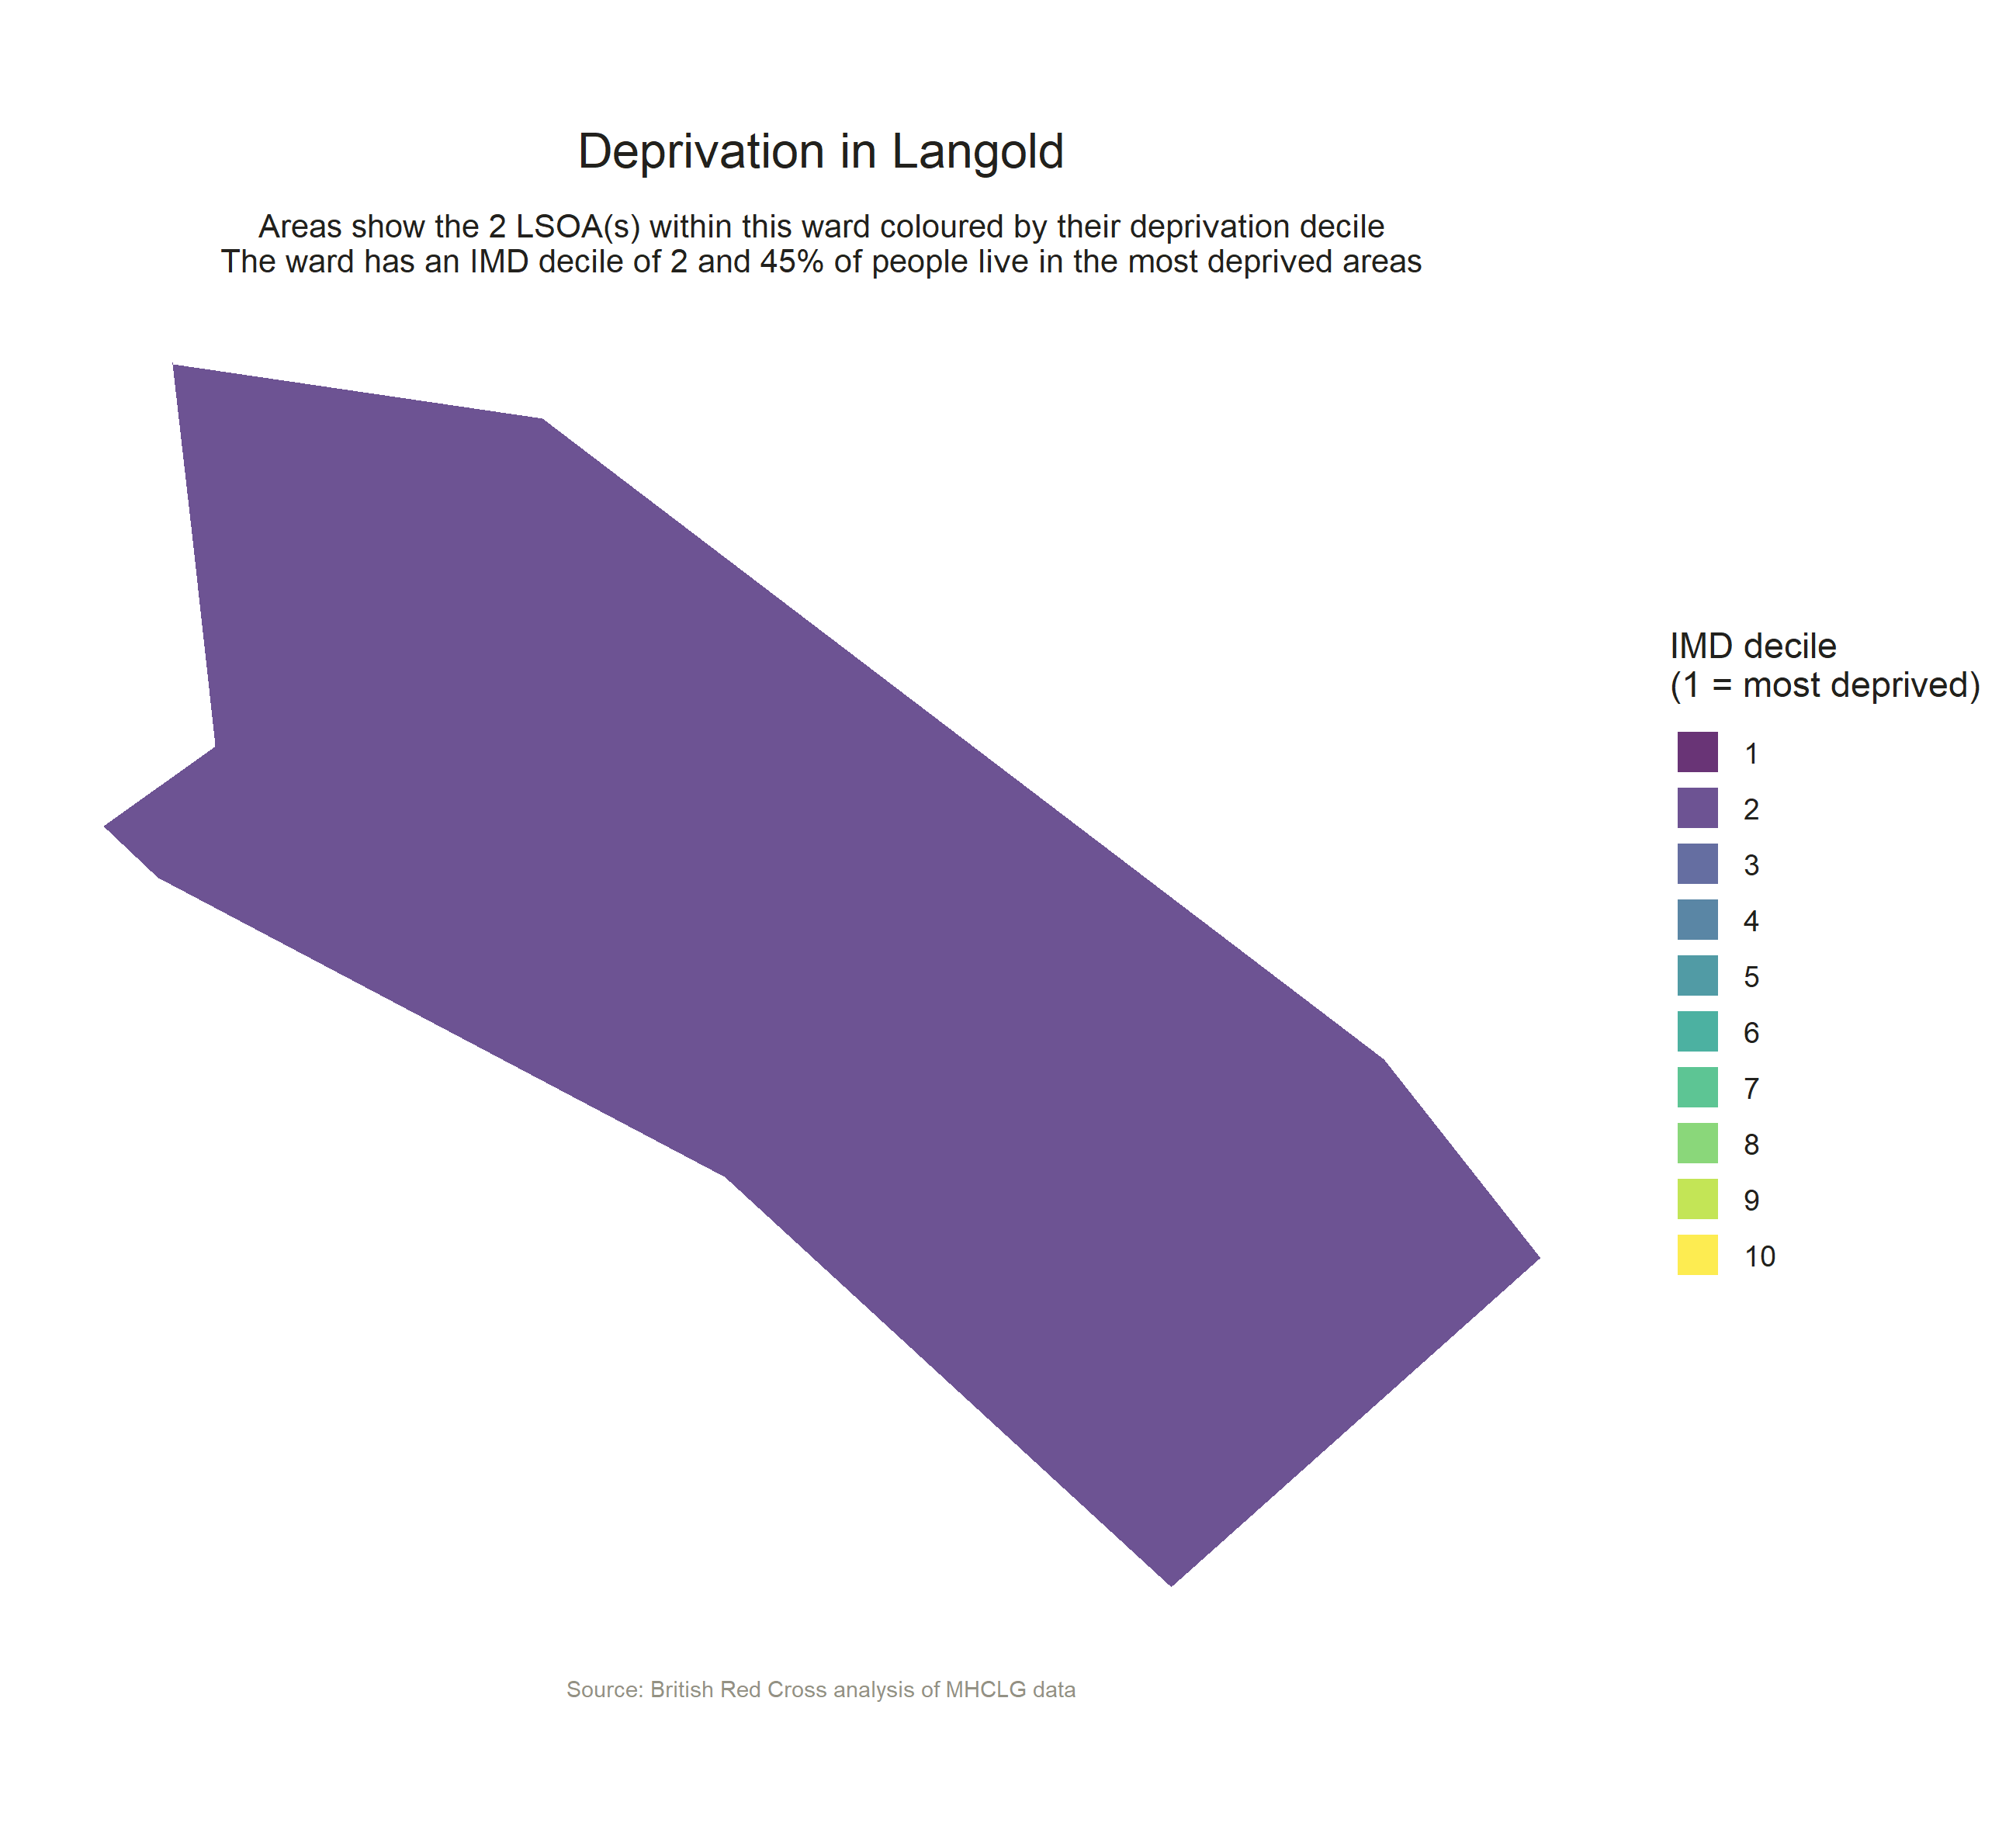 Deprivation in Langold
Areas show the 2 LSOA(s) within this ward coloured by their deprivation decile
The ward has an IMD decile of 2 and 45% of people live in the most deprived areas
IMD decile
(1 = most deprived)
1
2
3
4
5
6
7
8
9
10
Source: British Red Cross analysis of MHCLG data